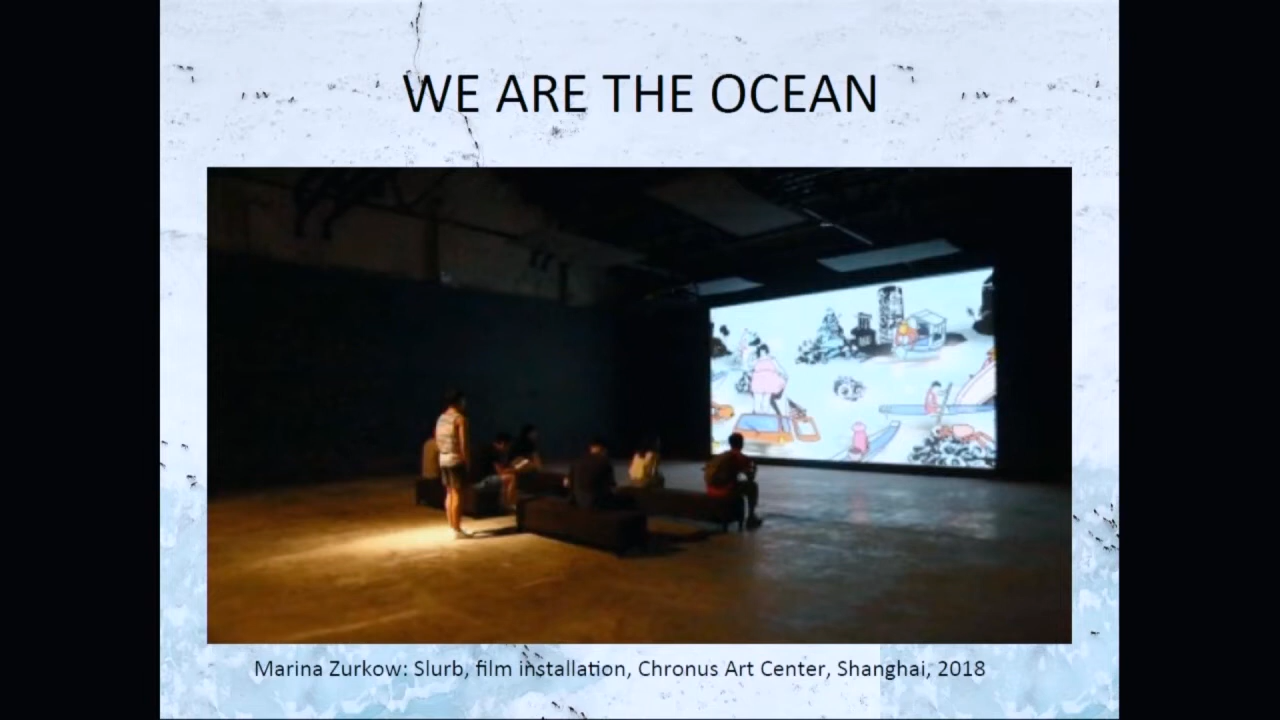 WE ARE THE OCEAN
Marina Zurkow: Slurb, film installation, Chronus Art Center, Shanghai, 2018